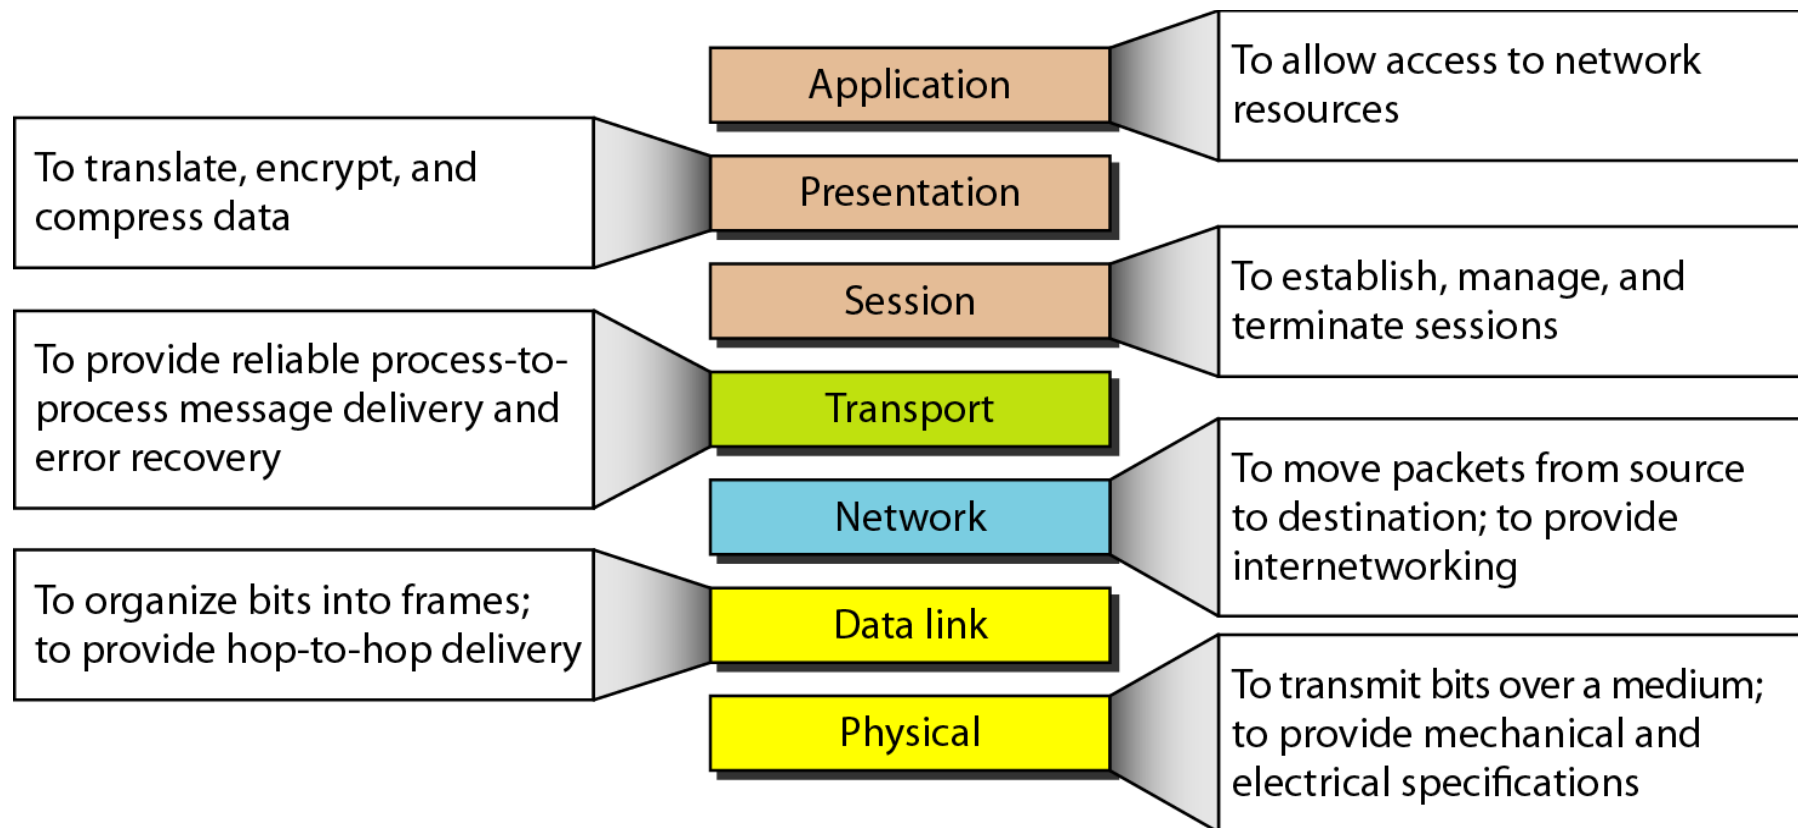 Application
To allow access to network
resources
To translate, encrypt, and
compress data
Presentation
Session
To establish, manage, and
terminate sessions
To provide reliable process-to-
process message delivery and
error recovery
Transport
Network
To move packets from source
to destination; to provide
internetworking
To organize bits into frames;
to provide hop-to-hop delivery
Data link
Physical
To transmit bits over a medium;
to provide mechanical and
electrical specifications